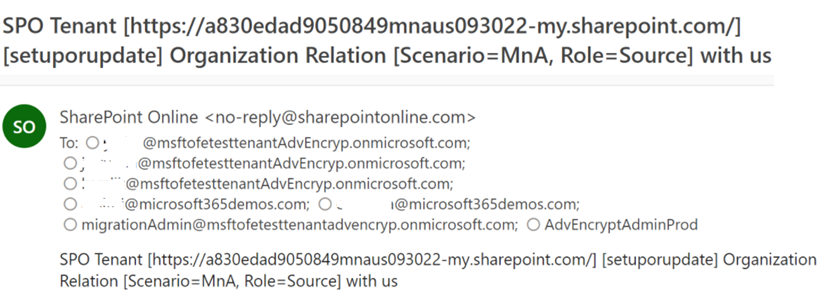 SPO Tenant [https://a830edad9050849mnaus093022-my.sharepoint.com/]
[setuporupdate] Organization Relation [Scenario=MnA, Role=Source] with us
SO
SharePoint Online <no-reply@sharepointonline.com>
To: @msftofetesttenantAdvEncryp.onmicrosoft.com;
@msftofetesttenantAdvEncryp.onmicrosoft.com;
@msftofetesttenantAdvEncryp.onmicrosoft.com;
@microsoft365demos.com; @microsoft365demos.com;
migrationAdmin@msftofetesttenantadvencryp.onmicrosoft.com; AdvEncryptAdminProd
SPO Tenant [https://a830edad9050849mnaus093022-my.sharepoint.com/] [setuporupdate] Organization
Relation [Scenario=MnA, Role=Source] with us